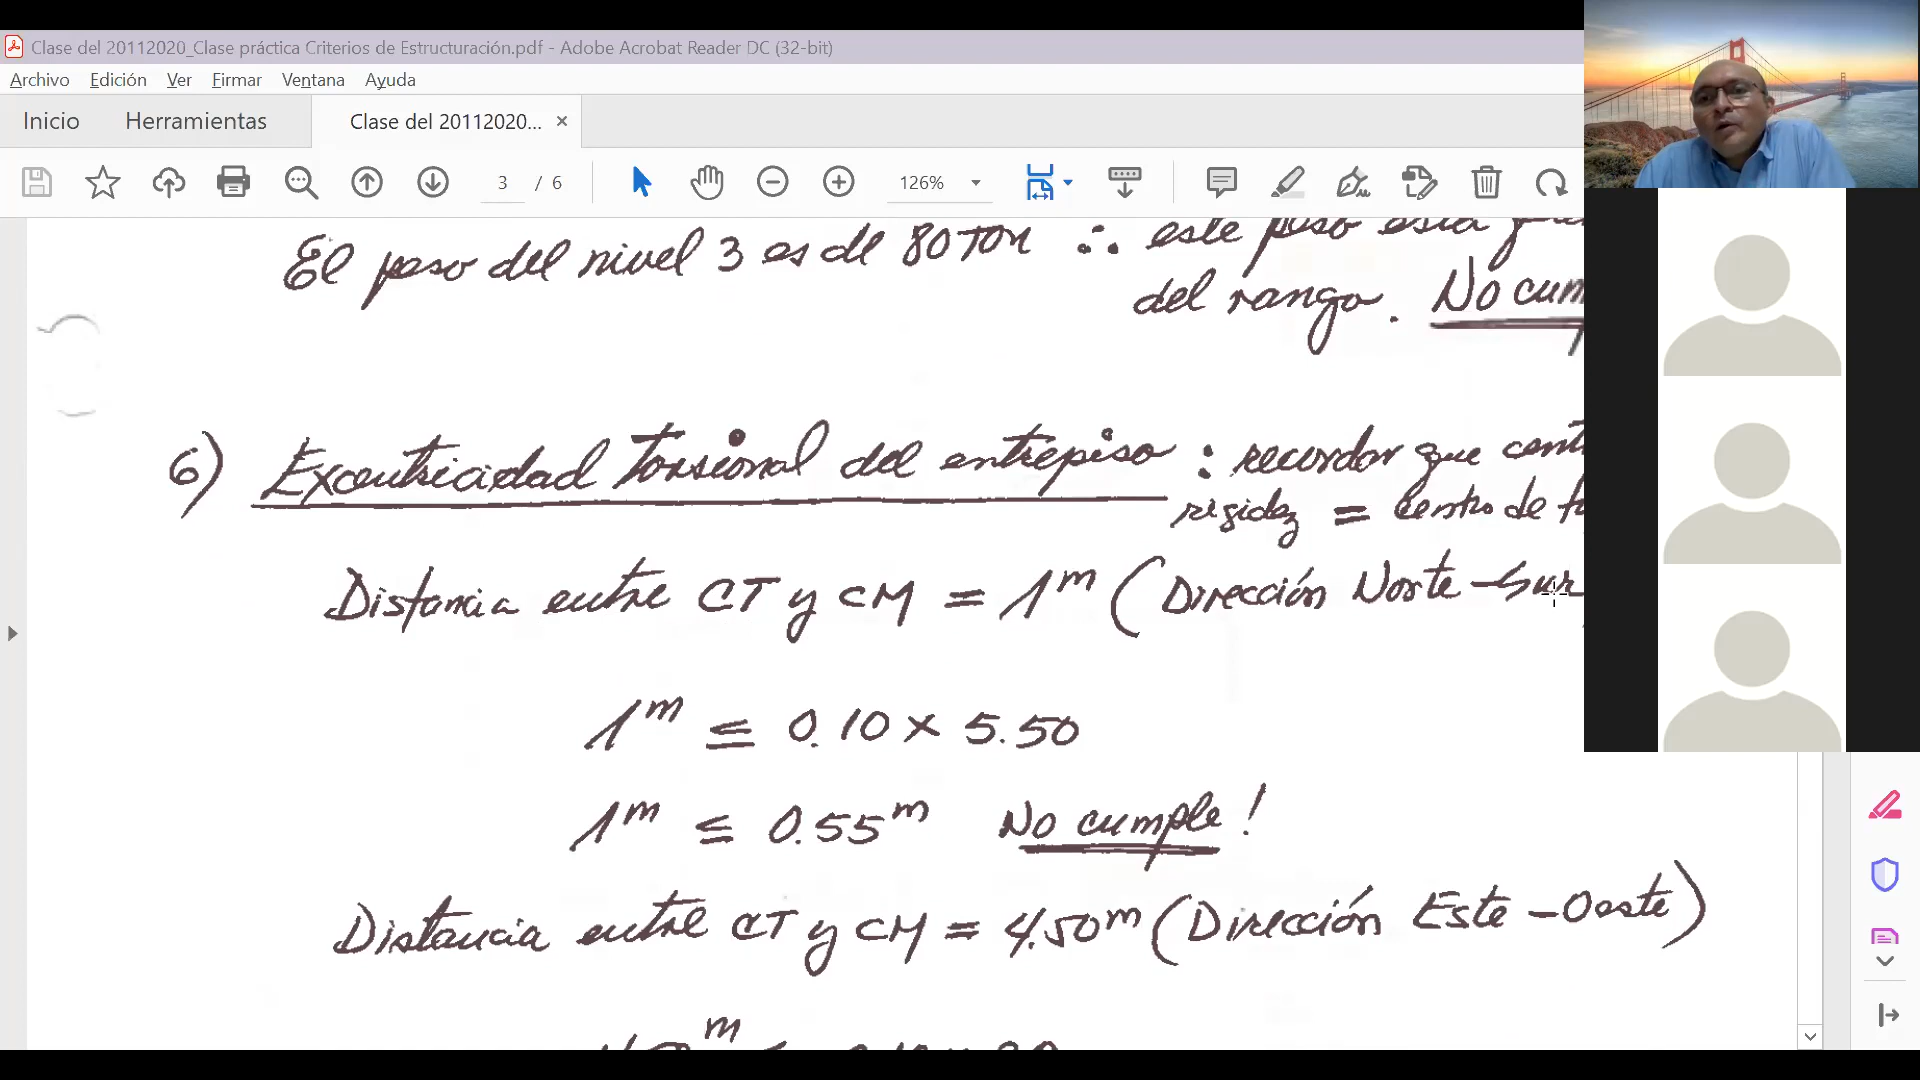 Clase del 20112020_Clase práctica Criterios de Estructuración.pdf - Adobe Acrobat Reader DC (32-bit)
Archivo Edición Ver Firmar Ventana Ayuda
Inicio Herramientas Clase del 20112020... ×
3 / 6 126%
El peso del nivel 3 es de 80 Ton ∴ este peso está
del rango. No cum
6) Excentricidad Torsional del entrepiso : recordar que cent
rigidez = Centro de
Distancia entre CT y CM = 1m (Dirección Norte-Sur
1m ≤ 0.10 x 5.50
1m ≤ 0.55m No cumple!
Distancia entre CT y CM = 4.50m (Dirección Este-Oeste)